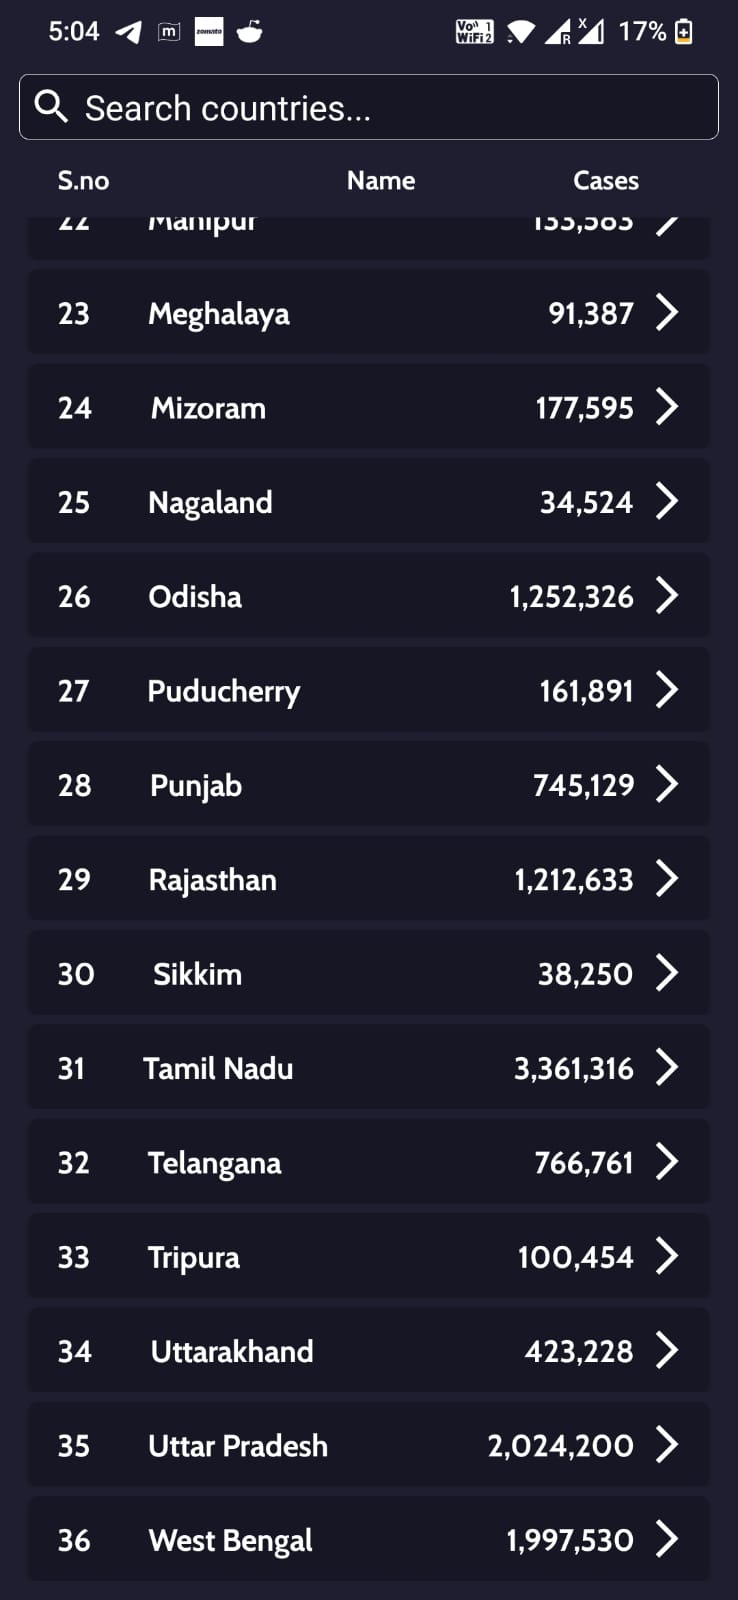 5:04 m zomato Vo)) 1 WiFi 2 R X 17%
Search countries...
S.no Name Cases
22 Manipur 133,583
23 Meghalaya 91,387
24 Mizoram 177,595
25 Nagaland 34,524
26 Odisha 1,252,326
27 Puducherry 161,891
28 Punjab 745,129
29 Rajasthan 1,212,633
30 Sikkim 38,250
31 Tamil Nadu 3,361,316
32 Telangana 766,761
33 Tripura 100,454
34 Uttarakhand 423,228
35 Uttar Pradesh 2,024,200
36 West Bengal 1,997,530